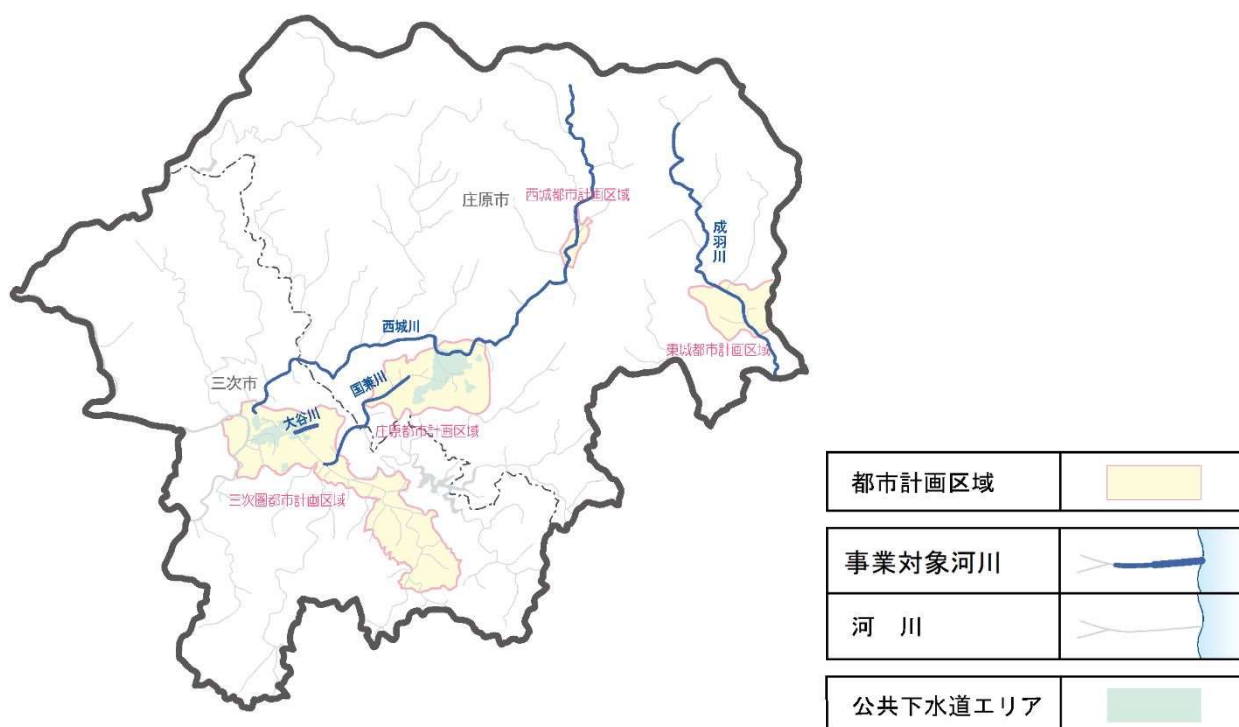 庄原市
西城都市計画区域
成羽川
西城川
東城都市計画区域
三次市
国兼川
大谷川
庄原都市計画区域
三次圏都市計画区域
都市計画区域
事業対象河川
河　川
公共下水道エリア